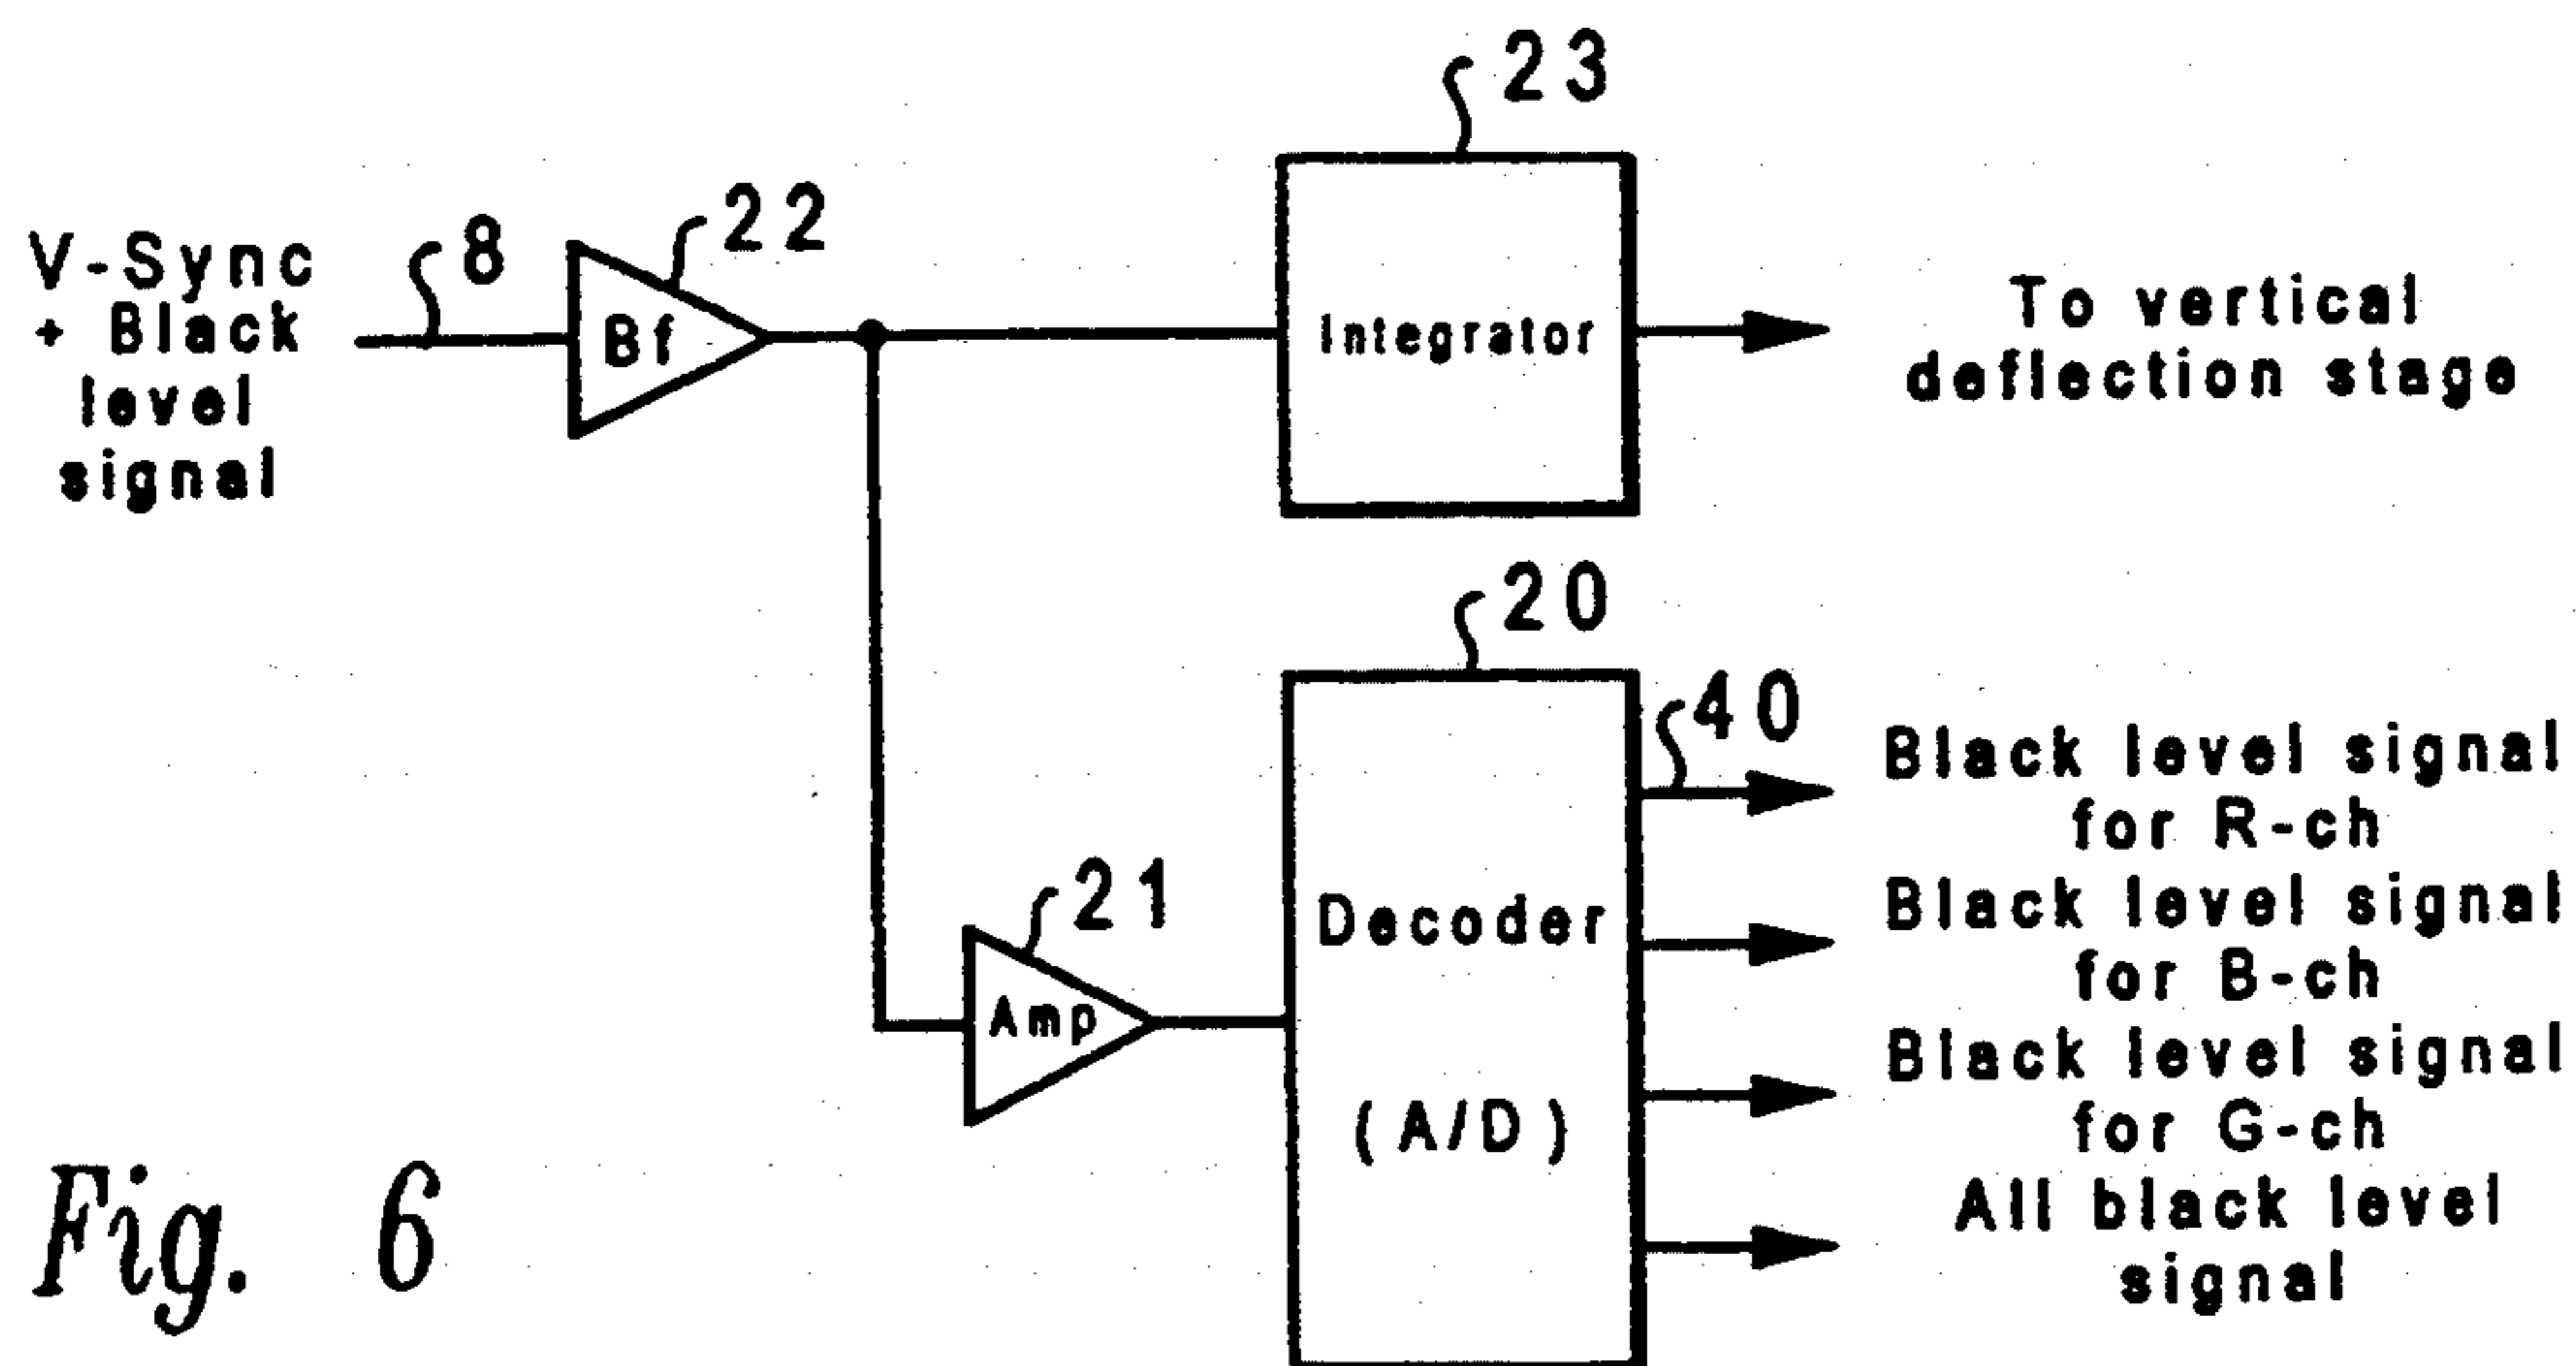 23
22
8
V-Sync
+ Black
level
signal
Bf
Integrator
To vertical
deflection stage
20
40
21
Amp
Decoder
(A/D)
Black level signal
for R-ch
Black level signal
for B-ch
Black level signal
for G-ch
All black level
signal
Fig. 6